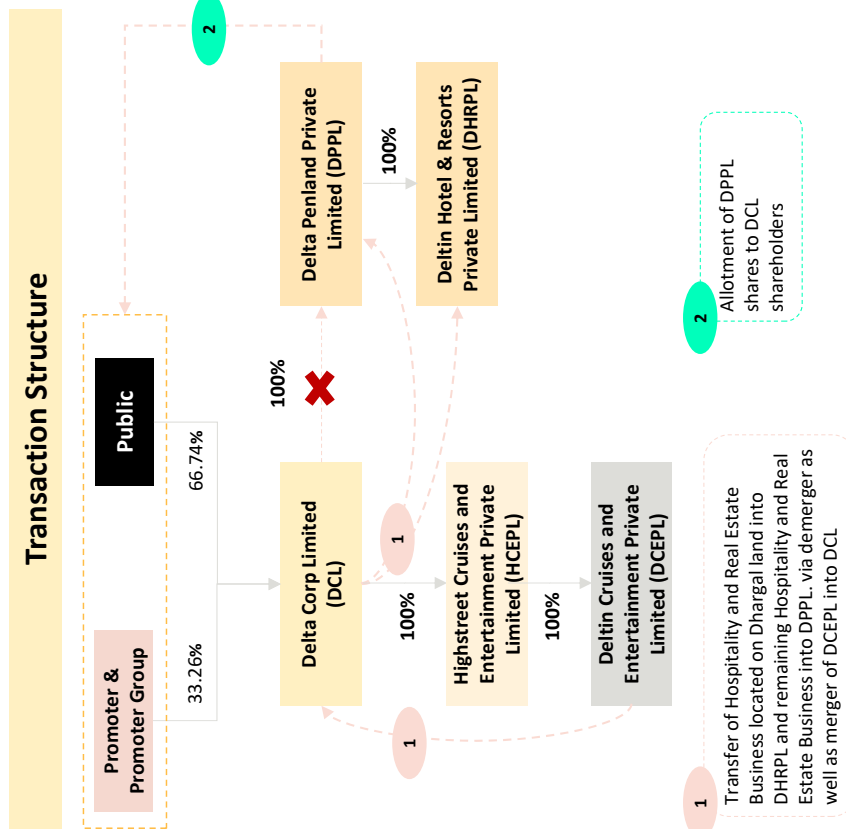 Transaction Structure
Promoter &
Promoter Group
Public
33.26%
66.74%
2
Delta Corp Limited
(DCL)
100%
Delta Penland Private
Limited (DPPL)
1
100%
100%
Highstreet Cruises and
Entertainment Private
Limited (HCEPL)
Deltin Hotel & Resorts
Private Limited (DHRPL)
1
100%
Deltin Cruises and
Entertainment Private
Limited (DCEPL)
1
Transfer of Hospitality and Real Estate
Business located on Dhargal land into
DHRPL and remaining Hospitality and Real
Estate Business into DPPL. via demerger as
well as merger of DCEPL into DCL
2
Allotment of DPPL
shares to DCL
shareholders